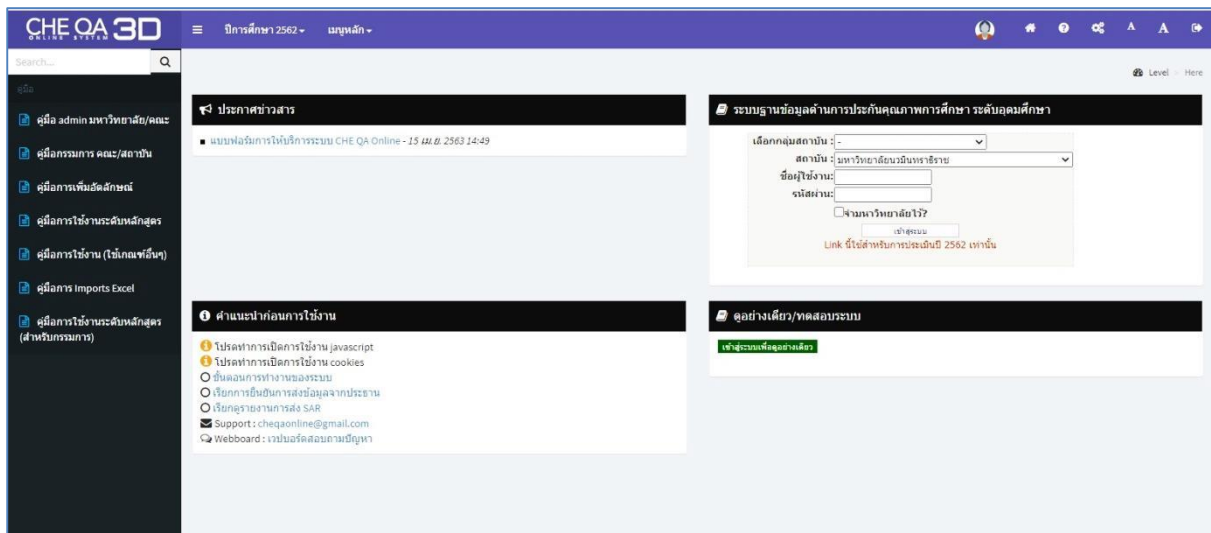 CHE QA 3D
ONLINE SYSTEM
ปีการศึกษา 2562
เมนูหลัก
A A
Search...
Level > Here
คู่มือ
คู่มือ admin มหาวิทยาลัย/คณะ
คู่มือกรรมการ คณะ/สถาบัน
คู่มือการเพิ่มอัตลักษณ์
คู่มือการใช้งานระดับหลักสูตร
คู่มือการใช้งาน (ใช้เกณฑ์อื่นๆ)
คู่มือการ Imports Excel
คู่มือการใช้งานระดับหลักสูตร
(สำหรับกรรมการ)
ประกาศข่าวสาร
แบบฟอร์มการให้บริการระบบ CHE QA Online - 15 เม.ย. 2563 14:49
ระบบฐานข้อมูลด้านการประกันคุณภาพการศึกษา ระดับอุดมศึกษา
เลือกกลุ่มสถาบัน : -
สถาบัน : มหาวิทยาลัยนวมินทราธิราช
ชื่อผู้ใช้งาน:
รหัสผ่าน:
จำมหาวิทยาลัยไว้?
เข้าสู่ระบบ
Link นี้ใช้สำหรับการประเมินปี 2562 เท่านั้น
คำแนะนำก่อนการใช้งาน
โปรดทำการเปิดการใช้งาน javascript
โปรดทำการเปิดการใช้งาน cookies
ขั้นตอนการทำงานของระบบ
เรียกการยืนยันการส่งข้อมูลจากประธาน
เรียกดูรายงานการส่ง SAR
Support : cheqaonline@gmail.com
Webboard : เวปบอร์ดสอบถามปัญหา
ดูอย่างเดียว/ทดสอบระบบ
เข้าสู่ระบบเพื่อดูอย่างเดียว